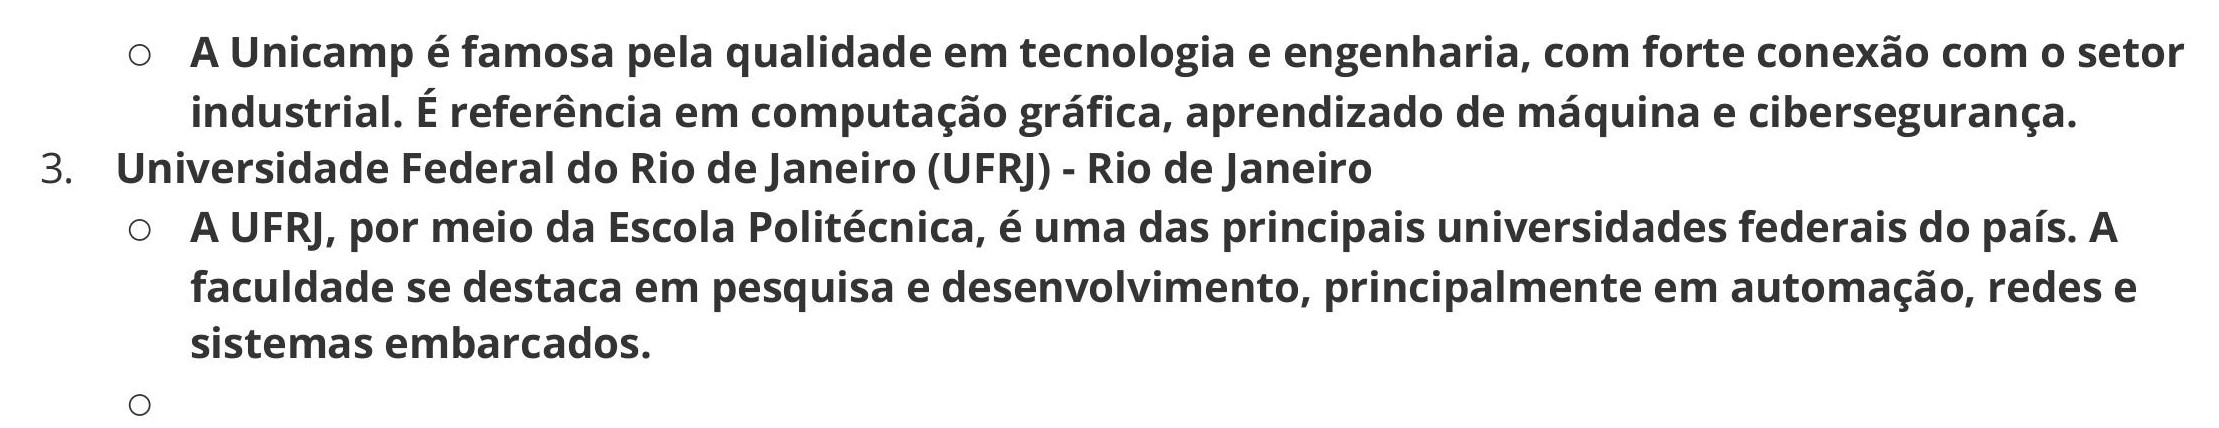 ○ A Unicamp é famosa pela qualidade em tecnologia e engenharia, com forte conexão com o setor
industrial. É referência em computação gráfica, aprendizado de máquina e cibersegurança.
3. Universidade Federal do Rio de Janeiro (UFRJ) - Rio de Janeiro
○ A UFRJ, por meio da Escola Politécnica, é uma das principais universidades federais do país. A
faculdade se destaca em pesquisa e desenvolvimento, principalmente em automação, redes e
sistemas embarcados.
○